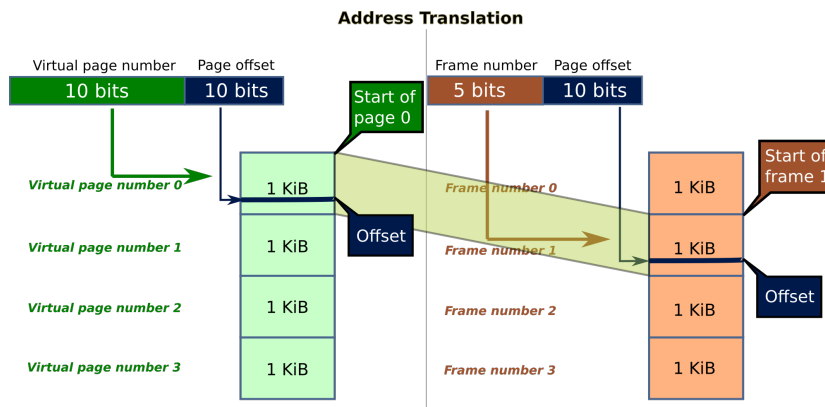 Address Translation
Virtual page number
Page offset
10 bits
10 bits
Start of
page 0
Virtual page number 0
1 KiB
Offset
Virtual page number 1
1 KiB
Virtual page number 2
1 KiB
Virtual page number 3
1 KiB
Frame number
Page offset
5 bits
10 bits
Start of
frame 1
Frame number 0
1 KiB
Frame number 1
1 KiB
Offset
Frame number 2
1 KiB
Frame number 3
1 KiB